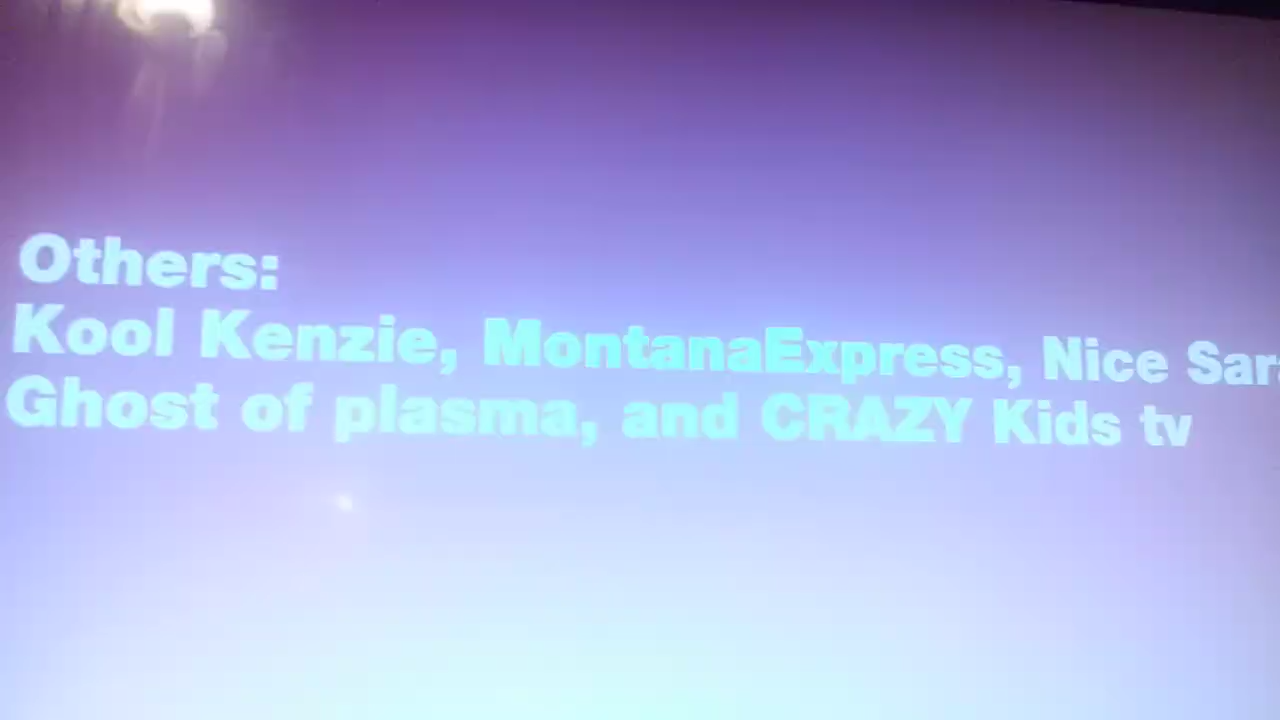 Others:
Kool Kenzie, MontanaExpress, Nice
Ghost of plasma, and CRAZY Kids tv